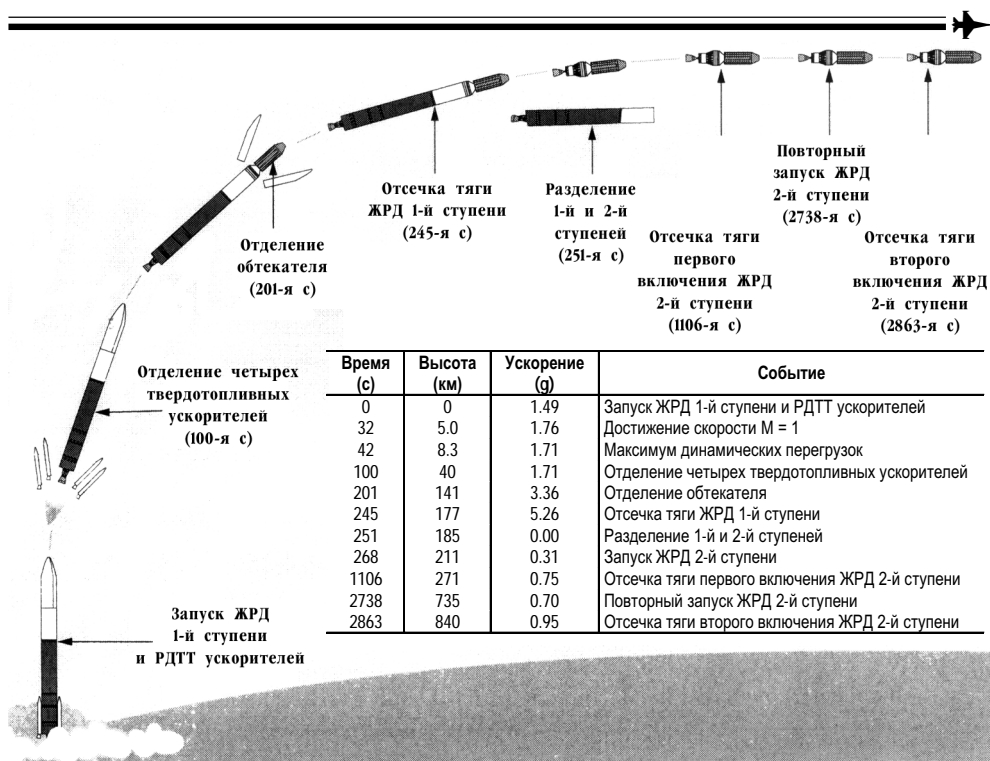 Отсечка тяги
ЖРД 1-й ступени
(245-я с)
Разделение
1-й и 2-й
ступеней
(251-я с)
Повторный
запуск ЖРД
2-й ступени
(2738-я с)
Отсечка тяги
первого
включения ЖРД
2-й ступени
(1106-я с)
Отсечка тяги
второго
включения ЖРД
2-й ступени
(2863-я с)
Отделение
обтекателя
(201-я с)
Отделение четырех
твердотопливных
ускорителей
(100-я с)
Запуск ЖРД
1-й ступени
и РДТТ ускорителей
Время Высота Ускорение Событие
(с) (км) (g)
0 0 1.49 Запуск ЖРД 1-й ступени и РДТТ ускорителей
32 5.0 1.76 Достижение скорости М = 1
42 8.3 1.71 Максимум динамических перегрузок
100 40 1.71 Отделение четырех твердотопливных ускорителей
201 141 3.36 Отделение обтекателя
245 177 5.26 Отсечка тяги ЖРД 1-й ступени
251 185 0.00 Разделение 1-й и 2-й ступеней
268 211 0.31 Запуск ЖРД 2-й ступени
1106 271 0.75 Отсечка тяги первого включения ЖРД 2-й ступени
2738 735 0.70 Повторный запуск ЖРД 2-й ступени
2863 840 0.95 Отсечка тяги второго включения ЖРД 2-й ступени